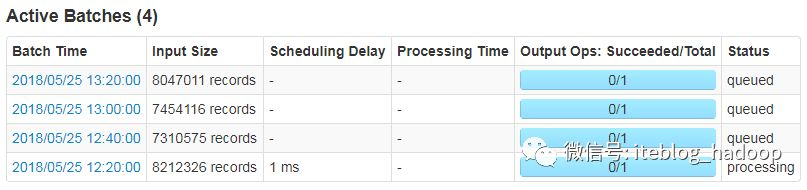 Active Batches (4)
Batch Time Input Size Scheduling Delay Processing Time Output Ops: Succeeded/Total Status
2018/05/25 13:20:00 8047011 records - - 0/1 queued
2018/05/25 13:00:00 7454116 records - - 0/1 queued
2018/05/25 12:40:00 7310575 records - - 0/1 queued
2018/05/25 12:20:00 8212326 records 1 ms - 0/1 processing
微信号: iteblog_hadoop